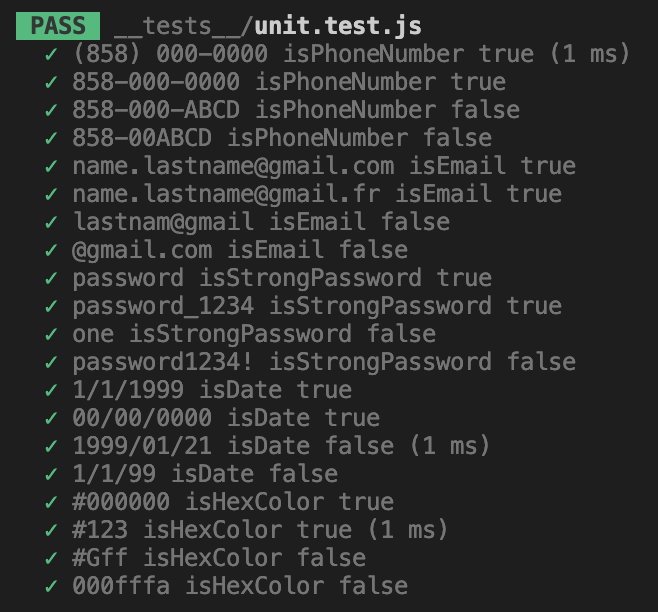 PASS __tests__/unit.test.js
✓ (858) 000-0000 isPhoneNumber true (1 ms)
✓ 858-000-0000 isPhoneNumber true
✓ 858-000-ABCD isPhoneNumber false
✓ 858-00ABCD isPhoneNumber false
✓ name.lastname@gmail.com isEmail true
✓ name.lastname@gmail.fr isEmail true
✓ lastnam@gmail isEmail false
✓ @gmail.com isEmail false
✓ password isStrongPassword true
✓ password_1234 isStrongPassword true
✓ one isStrongPassword false
✓ password1234! isStrongPassword false
✓ 1/1/1999 isDate true
✓ 00/00/0000 isDate true
✓ 1999/01/21 isDate false (1 ms)
✓ 1/1/99 isDate false
✓ #000000 isHexColor true
✓ #123 isHexColor true (1 ms)
✓ #Gff isHexColor false
✓ 000fffa isHexColor false